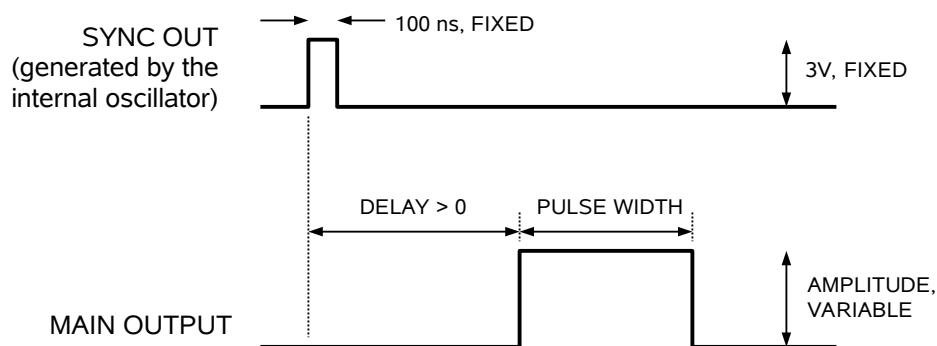 100 ns, FIXED
SYNC OUT
(generated by the
internal oscillator)
3V, FIXED
DELAY > 0
PULSE WIDTH
AMPLITUDE,
VARIABLE
MAIN OUTPUT